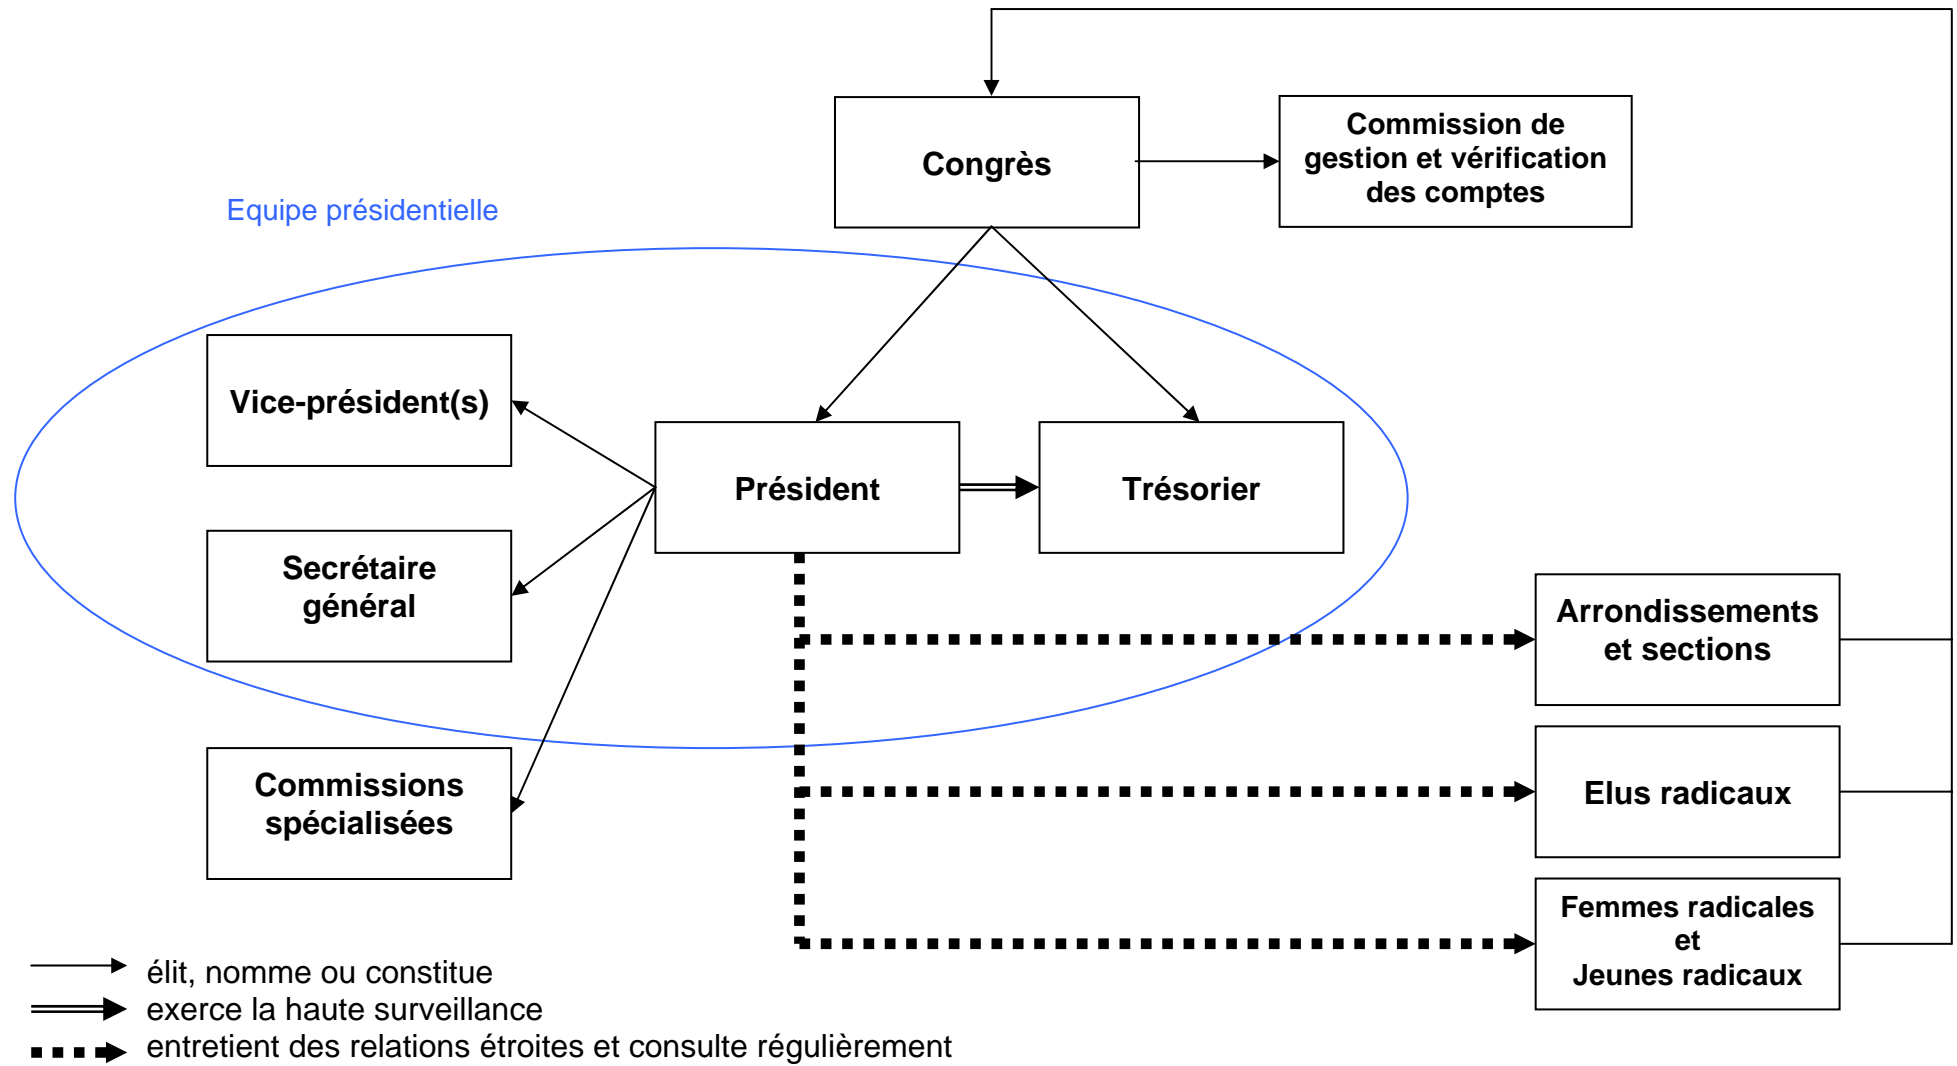 Congrès
Commission de
gestion et vérification
des comptes
Equipe présidentielle
Vice-président(s)
Président
Trésorier
Secrétaire
général
Arrondissements
et sections
Commissions
spécialisées
Elus radicaux
Femmes radicales
et
Jeunes radicaux
élit, nomme ou constitue
exerce la haute surveillance
entretient des relations étroites et consulte régulièrement